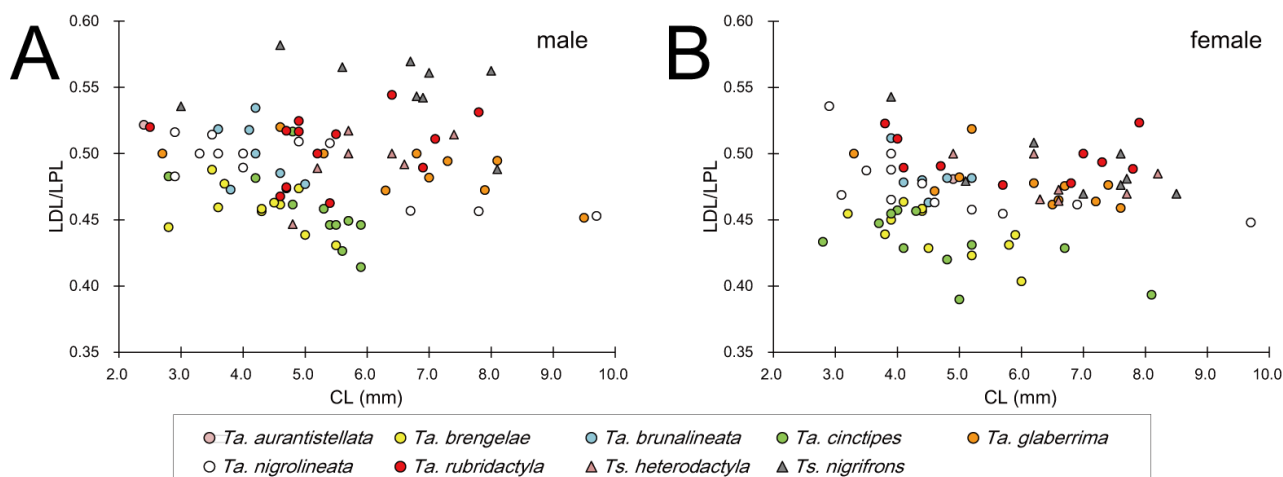 A
male
0.60
0.55
0.50
0.45
0.40
0.35
LDL/LPL
2.0 3.0 4.0 5.0 6.0 7.0 8.0 9.0 10.0
CL (mm)
B
female
0.60
0.55
0.50
0.45
0.40
0.35
LDL/LPL
2.0 3.0 4.0 5.0 6.0 7.0 8.0 9.0 10.0
CL (mm)
Ta. aurantistellata Ta. brengelae Ta. brunalineata Ta. cinctipes Ta. glaberrima
Ta. nigrolineata Ta. rubridactyla Ts. heterodactyla Ts. nigrifrons